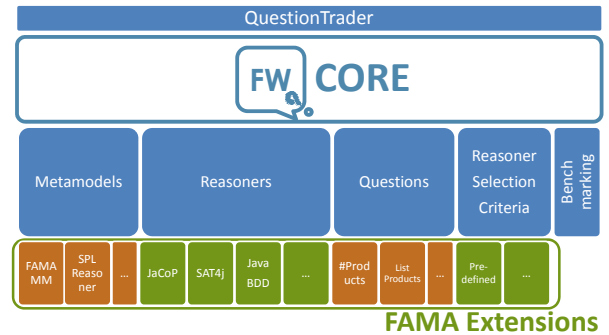 QuestionTrader
FW CORE
Metamodels
Reasoners
Questions
Reasoner
Selection
Criteria
Bench
marking
FAMA
MM
SPL
Reaso
ner
...
JaCoP
SAT4j
Java
BDD
...
#Prod
ucts
List
Products
...
Pre-
defined
...
FAMA Extensions